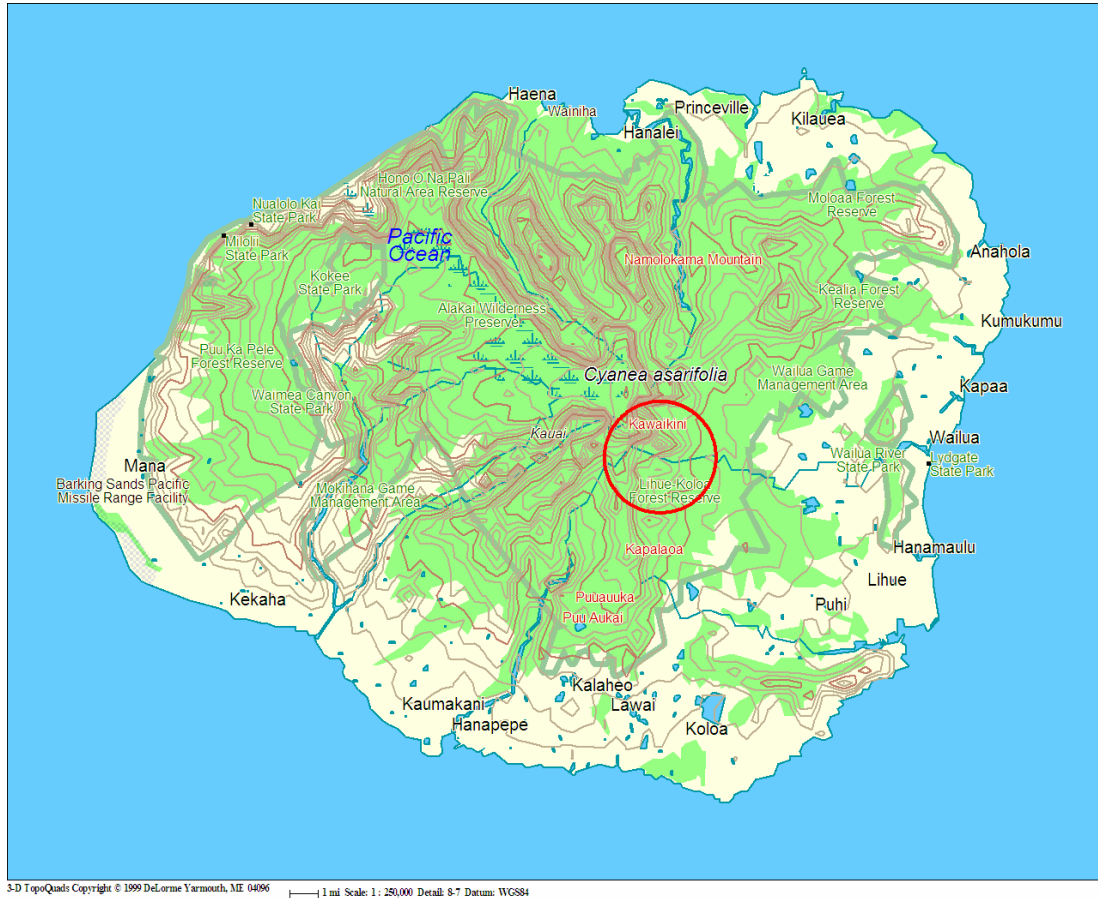 Haena
Wainiha
Princeville
Hanalei
Kilauea
Hono O Na Pali
Natural Area Reserve
Moloaa Forest
Reserve
Nualolo Kai
State Park
Milolii
State Park
Pacific
Ocean
Anahola
Namolokama Mountain
Kokee
State Park
Kealia Forest
Reserve
Alakai Wilderness
Preserve
Kumukumu
Puu Ka Pele
Forest Reserve
Cyanea asarifolia
Wailua Game
Management Area
Kapaa
Waimea Canyon
State Park
Kawaikini
Kauai
Wailua
Wailua River
State Park
Lydgate
State Park
Mana
Barking Sands Pacific
Missile Range Facility
Mokihana Game
Management Area
Lihue-Koloa
Forest Reserve
Kapalaoa
Hanamaulu
Lihue
Kekaha
Puuauuka
Puhi
Puu Aukai
Kalaheo
Kaumakani
Lawai
Hanapepe
Koloa
3-D TopoQuads Copyright © 1999 DeLorme Yarmouth, ME 04096
1 mi Scale: 1 : 250,000 Detail: 8-7 Datum: WGS84